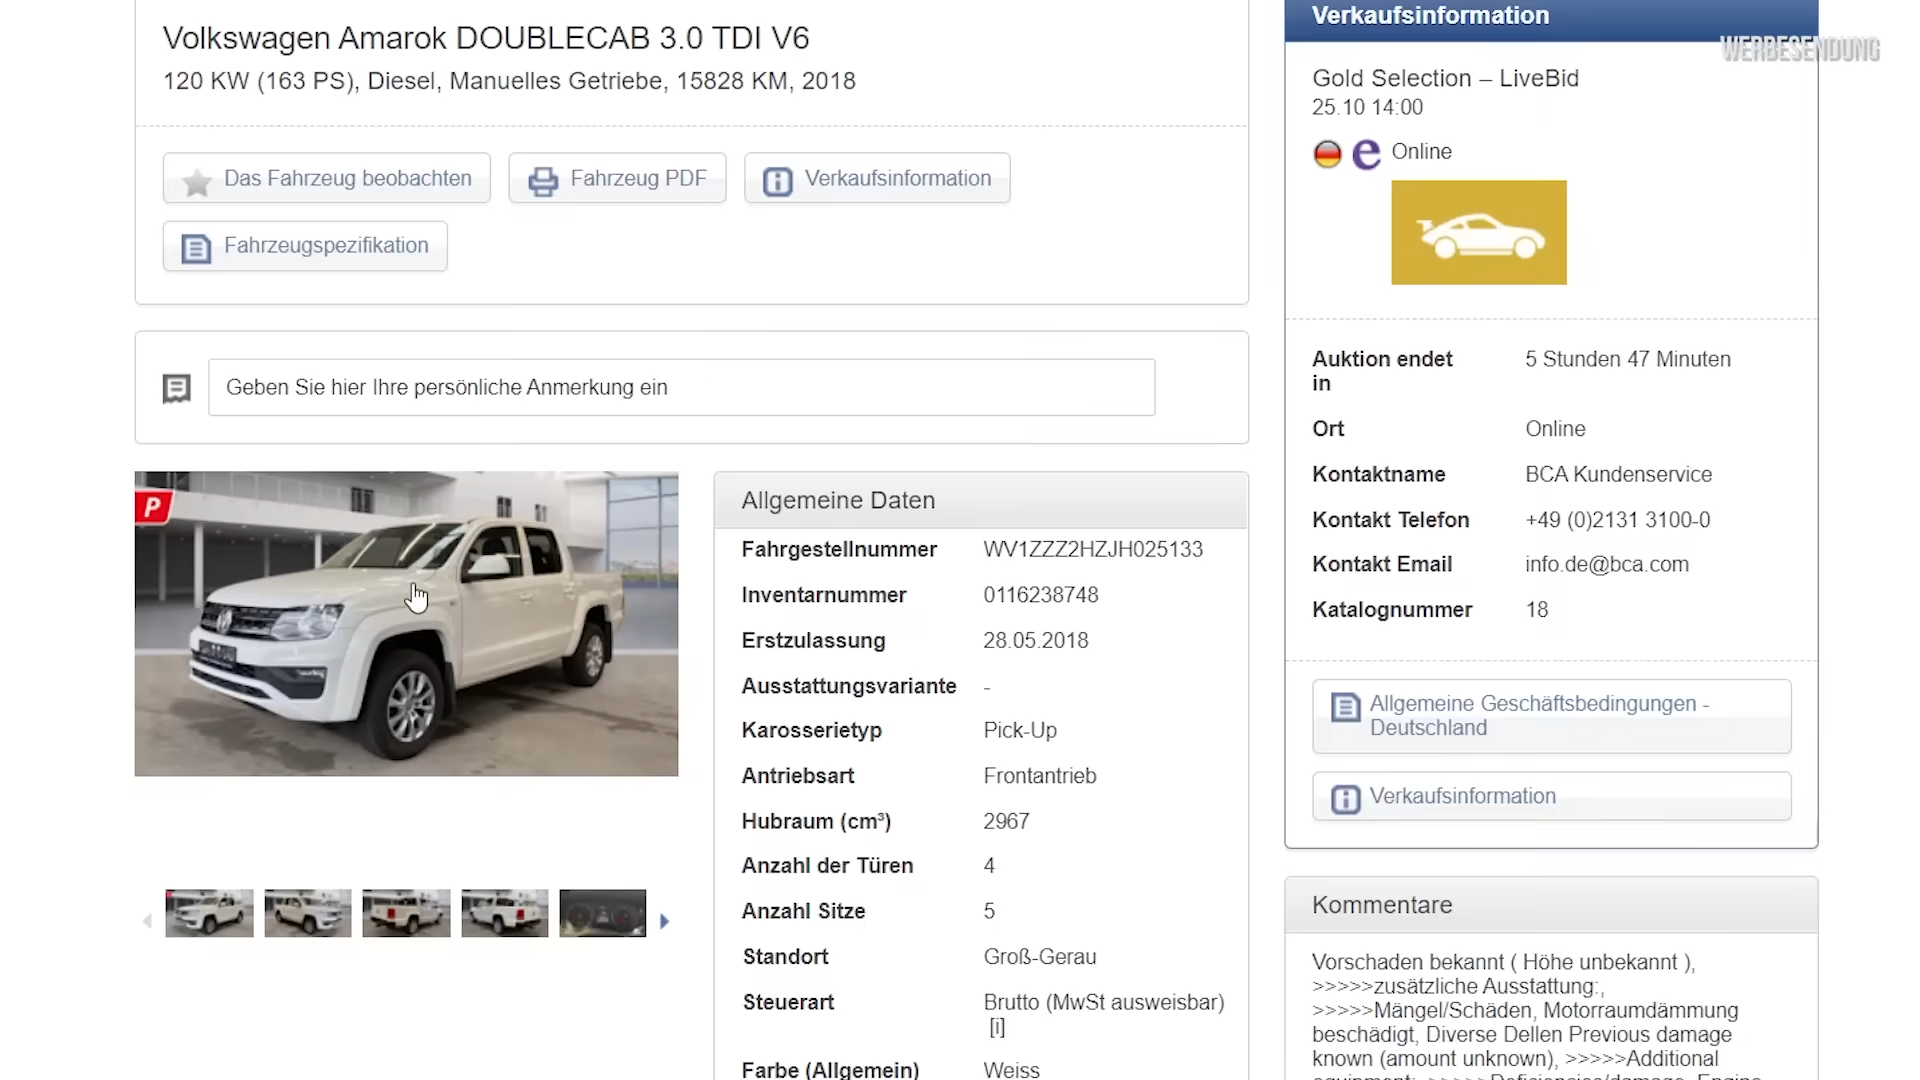 Volkswagen Amarok DOUBLECAB 3.0 TDI V6
120 KW (163 PS), Diesel, Manuelles Getriebe, 15828 KM, 2018
Das Fahrzeug beobachten
Fahrzeug PDF
Verkaufsinformation
Fahrzeugspezifikation
Geben Sie hier Ihre persönliche Anmerkung ein
P
Allgemeine Daten
Fahrgestellnummer WV1ZZZ2HZJH025133
Inventarnummer 0116238748
Erstzulassung 28.05.2018
Ausstattungsvariante -
Karosserietyp Pick-Up
Antriebsart Frontantrieb
Hubraum (cm³) 2967
Anzahl der Türen 4
Anzahl Sitze 5
Standort Groß-Gerau
Steuerart Brutto (MwSt ausweisbar)
[i]
Farbe (Allgemein) Weiss
Verkaufsinformation
WERBESENDUNG
Gold Selection – LiveBid
25.10 14:00
e Online
Auktion endet 5 Stunden 47 Minuten
in
Ort Online
Kontaktname BCA Kundenservice
Kontakt Telefon +49 (0)2131 3100-0
Kontakt Email info.de@bca.com
Katalognummer 18
Allgemeine Geschäftsbedingungen -
Deutschland
Verkaufsinformation
Kommentare
Vorschaden bekannt ( Höhe unbekannt ),
>>>>>zusätzliche Ausstattung:,
>>>>>Mängel/Schäden, Motorraumdämmung
beschädigt, Diverse Dellen Previous damage
known (amount unknown), >>>>>Additional
equipment:, >>>>>Deficiencies/damage, Engine